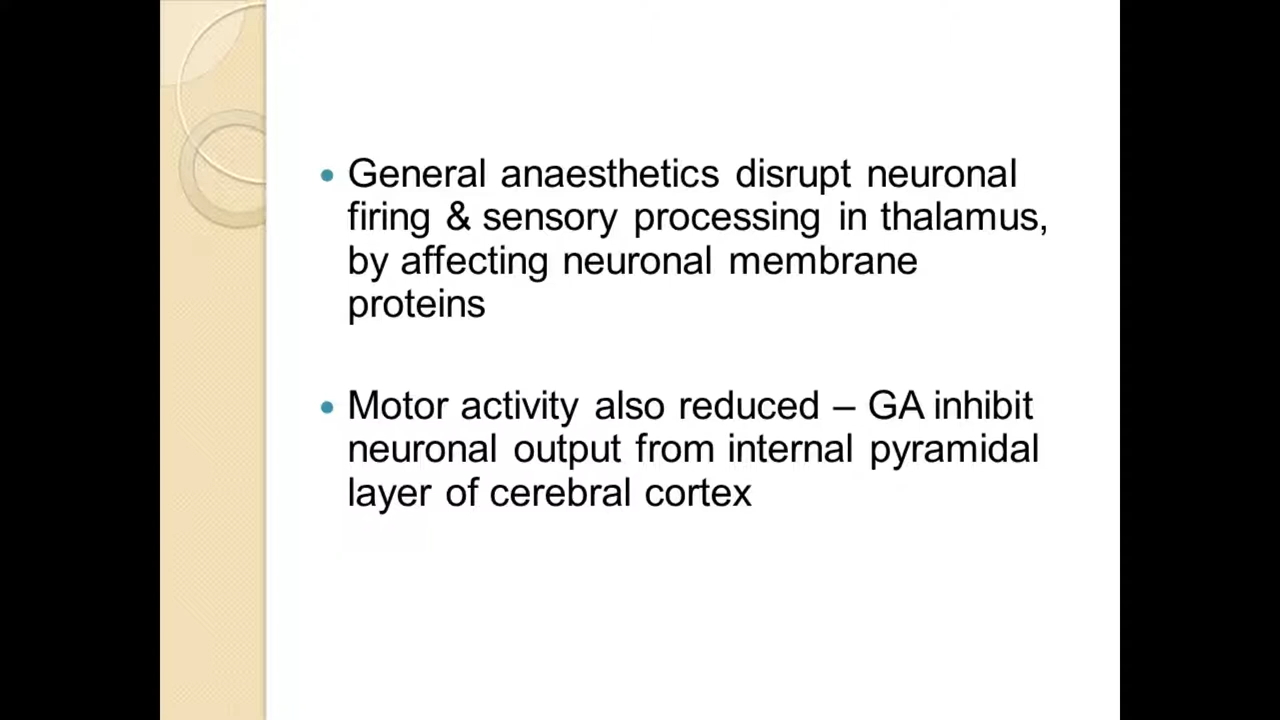 • General anaesthetics disrupt neuronal
firing & sensory processing in thalamus,
by affecting neuronal membrane
proteins
• Motor activity also reduced – GA inhibit
neuronal output from internal pyramidal
layer of cerebral cortex